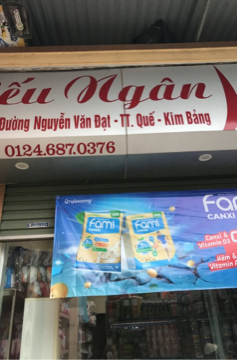 ếu Ngân
Đường Nguyễn Văn Đạt - TT. Quế - Kim Bảng
0124.687.0376
Fami
CANXI
Canxi &
Vitamin D3
Kẽm &
Vitamin A
Fami
Fami